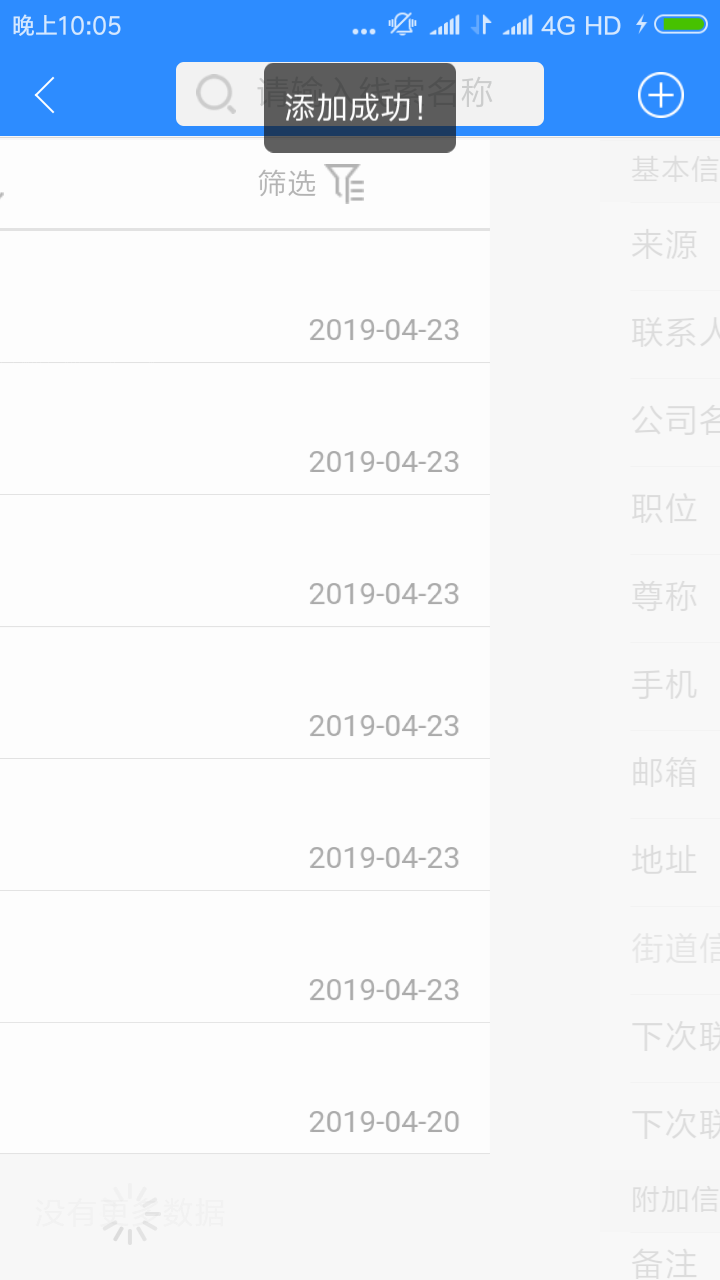 晚上10:05
4G HD
请输入线索名称
添加成功!
筛选
2019-04-23
2019-04-23
2019-04-23
2019-04-23
2019-04-23
2019-04-23
2019-04-20
没有更多数据
基本信
来源
联系人
公司名
职位
尊称
手机
邮箱
地址
街道信
下次联
下次联
附加信
备注